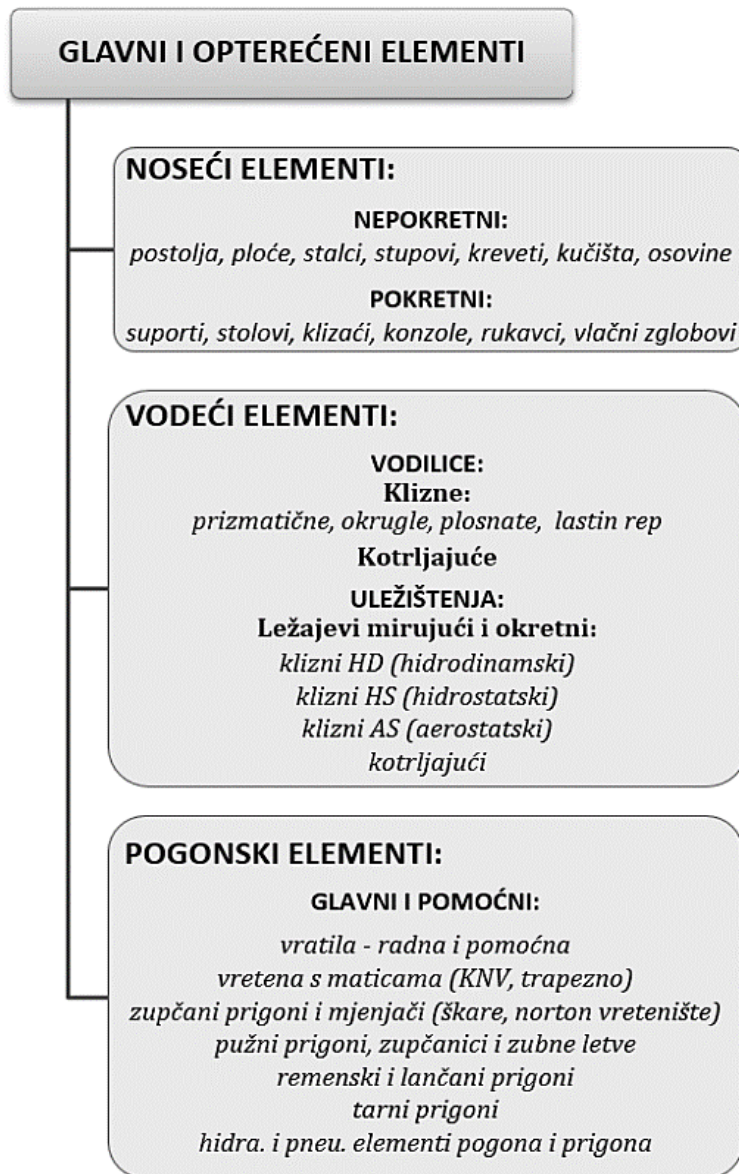 GLAVNI I OPTEREĆENI ELEMENTI
NOSEĆI ELEMENTI:
NEPOKRETNI:
postolja, ploće, stalci, stupovi, kreveti, kučišta, osovine
POKRETNI:
suporti, stolovi, klizaći, konzole, rukavci, vlačni zglobovi
VODEĆI ELEMENTI:
VODILICE:
Klizne:
prizmatične, okrugle, plosnate, lastin rep
Kotrljajuće
ULEŽIŠTENJA:
Ležajevi mirujući i okretni:
klizni HD (hidrodinamski)
klizni HS (hidrostatski)
klizni AS (aerostatski)
kotrljajući
POGONSKI ELEMENTI:
GLAVNI I POMOĆNI:
vratila - radna i pomoćna
vretena s maticama (KNV, trapezno)
zupčani prigoni i mjenjači (škare, norton vretenište)
pužni prigoni, zupčanici i zubne letve
remenski i lančani prigoni
tarni prigoni
hidra. i pneu. elementi pogona i prigona